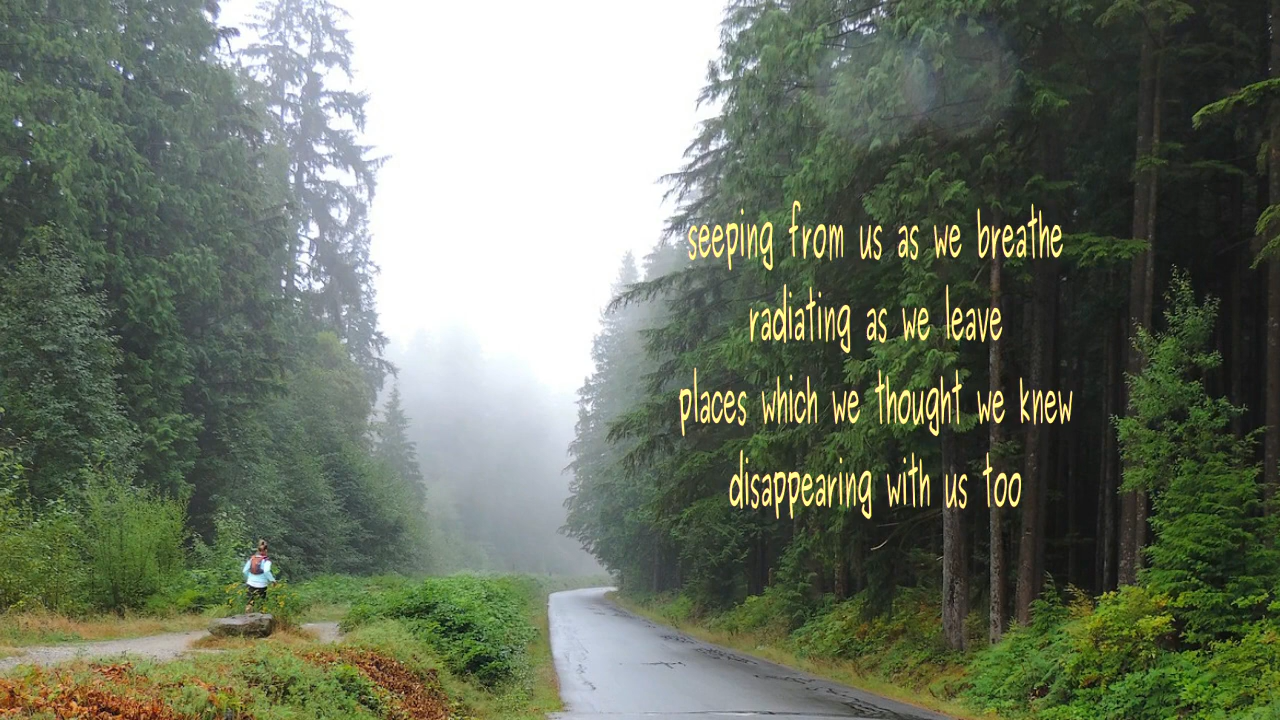 seeping from us as we breathe
radiating as we leave
places which we thought we knew
disappearing with us too